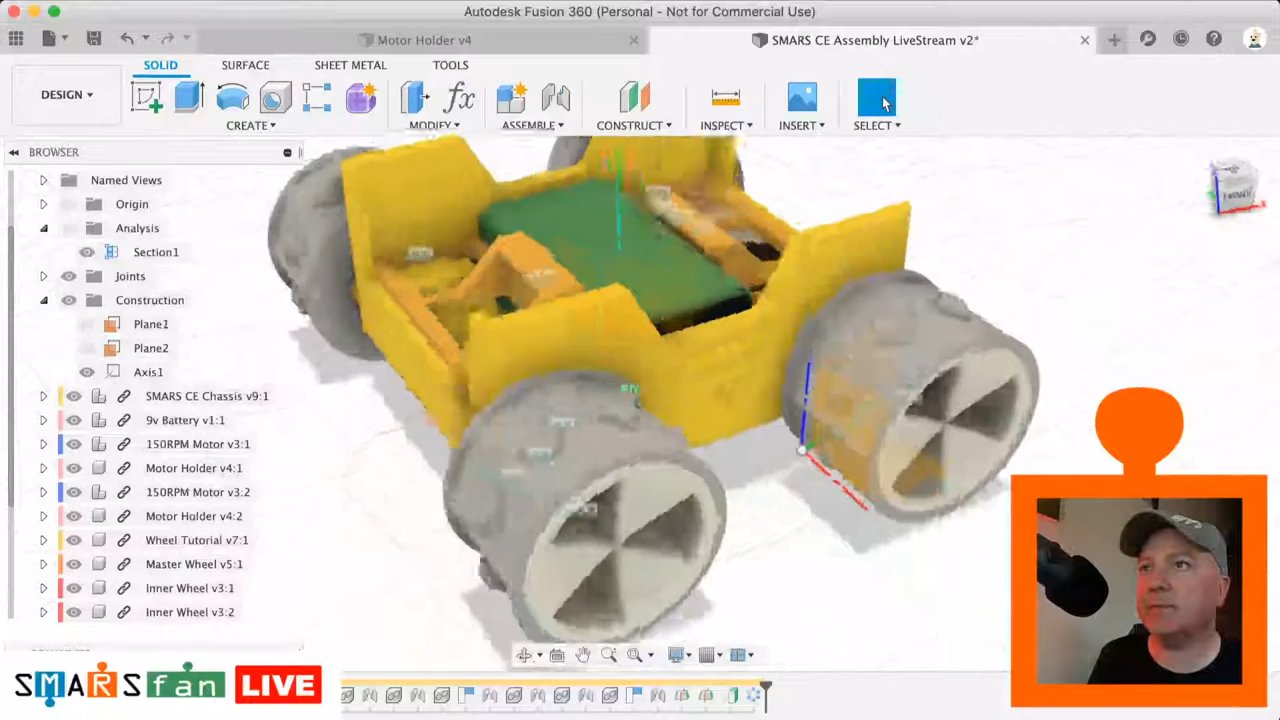 Autodesk Fusion 360 (Personal - Not for Commercial Use)
Motor Holder v4
SMARS CE Assembly LiveStream v2*
SOLID SURFACE SHEET METAL TOOLS
DESIGN
CREATE MODIFY ASSEMBLE CONSTRUCT INSPECT INSERT SELECT
BROWSER
Named Views
Origin
Analysis
Section1
Joints
Construction
Plane1
Plane2
Axis1
SMARS CE Chassis v9:1
9v Battery v1:1
150RPM Motor v3:1
Motor Holder v4:1
150RPM Motor v3:2
Motor Holder v4:2
Wheel Tutorial v7:1
Master Wheel v5:1
Inner Wheel v3:1
Inner Wheel v3:2
SMARS
fan
LIVE